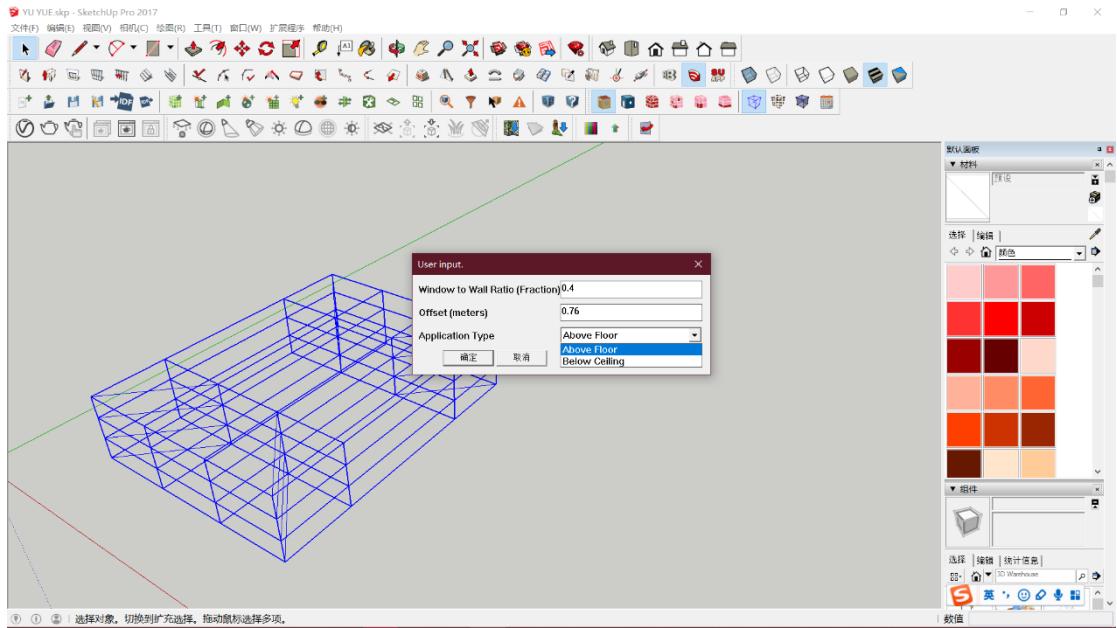 YU YUE.skp - SketchUp Pro 2017
文件(F) 编辑(E) 视图(V) 相机(C) 绘图(R) 工具(T) 窗口(W) 扩展程序 帮助(H)
A1
IDF
SU
默认面板
▼ 材料
预设
选择 编辑
颜色
User input.
Window to Wall Ratio (Fraction) 0.4
Offset (meters) 0.76
Application Type Above Floor
Above Floor
Below Ceiling
确定 取消
▼ 组件
选择 编辑 统计信息
3D Warehouse
英
选择对象。切换到扩充选择。拖动鼠标选择多项。
数值